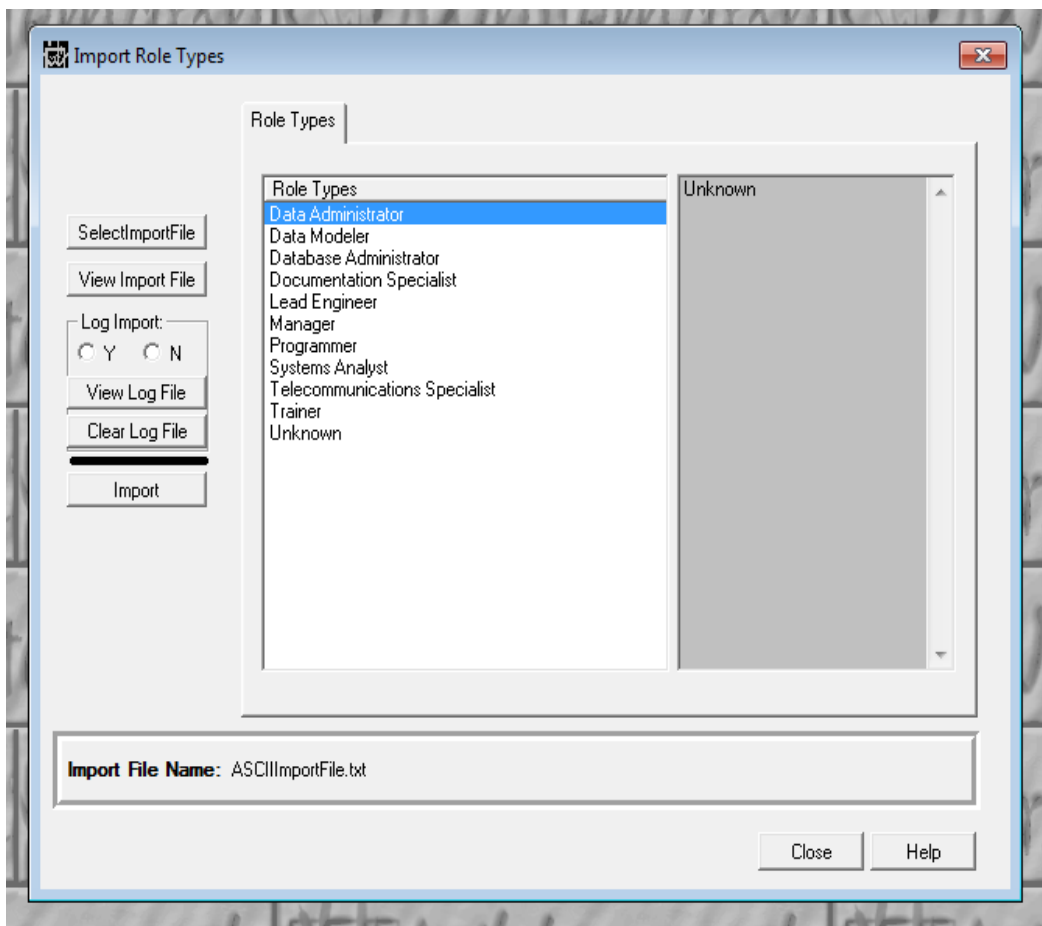 Import Role Types
Role Types
SelectImportFile
View Import File
Log Import:
Y N
View Log File
Clear Log File
Import
Role Types
Data Administrator
Data Modeler
Database Administrator
Documentation Specialist
Lead Engineer
Manager
Programmer
Systems Analyst
Telecommunications Specialist
Trainer
Unknown
Unknown
Import File Name: ASCIIImportFile.txt
Close Help